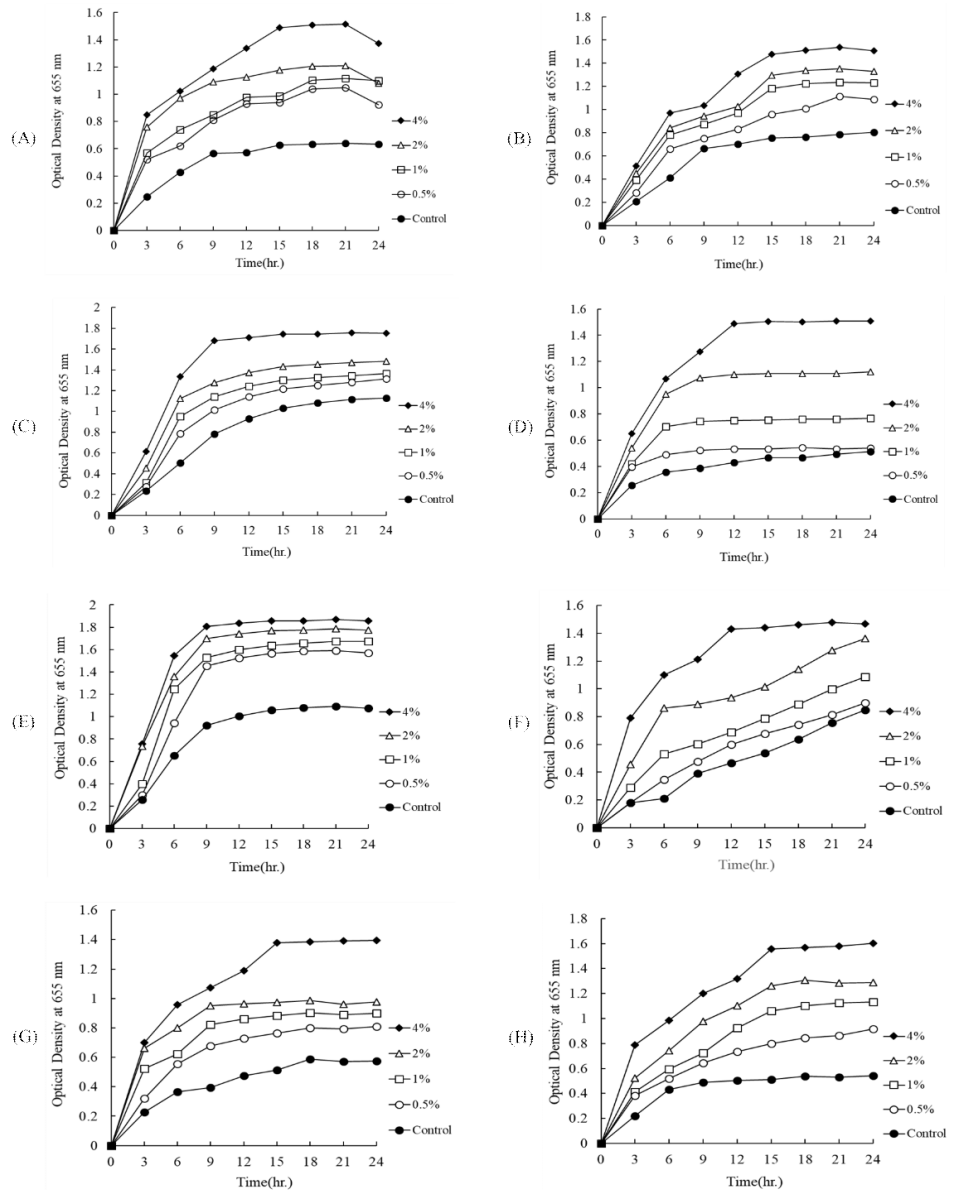 (A)
Optical Density at 655 nm
1.6
1.4
1.2
1
0.8
0.6
0.4
0.2
0
0 3 6 9 12 15 18 21 24
Time(hr.)
4%
2%
1%
0.5%
Control
(B)
Optical Density at 655 nm
1.8
1.6
1.4
1.2
1
0.8
0.6
0.4
0.2
0
0 3 6 9 12 15 18 21 24
Time(hr.)
4%
2%
1%
0.5%
Control
(C)
Optical Density at 655 nm
2
1.8
1.6
1.4
1.2
1
0.8
0.6
0.4
0.2
0
0 3 6 9 12 15 18 21 24
Time(hr.)
4%
2%
1%
0.5%
Control
(D)
Optical Density at 655 nm
1.6
1.4
1.2
1
0.8
0.6
0.4
0.2
0
0 3 6 9 12 15 18 21 24
Time(hr.)
4%
2%
1%
0.5%
Control
(E)
Optical Density at 655 nm
2
1.8
1.6
1.4
1.2
1
0.8
0.6
0.4
0.2
0
0 3 6 9 12 15 18 21 24
Time(hr.)
4%
2%
1%
0.5%
Control
(F)
Optical Density at 655 nm
1.6
1.4
1.2
1
0.8
0.6
0.4
0.2
0
0 3 6 9 12 15 18 21 24
Time(hr.)
4%
2%
1%
0.5%
Control
(G)
Optical Density at 655 nm
1.6
1.4
1.2
1
0.8
0.6
0.4
0.2
0
0 3 6 9 12 15 18 21 24
Time(hr.)
4%
2%
1%
0.5%
Control
(H)
Optical Density at 655 nm
1.8
1.6
1.4
1.2
1
0.8
0.6
0.4
0.2
0
0 3 6 9 12 15 18 21 24
Time(hr.)
4%
2%
1%
0.5%
Control